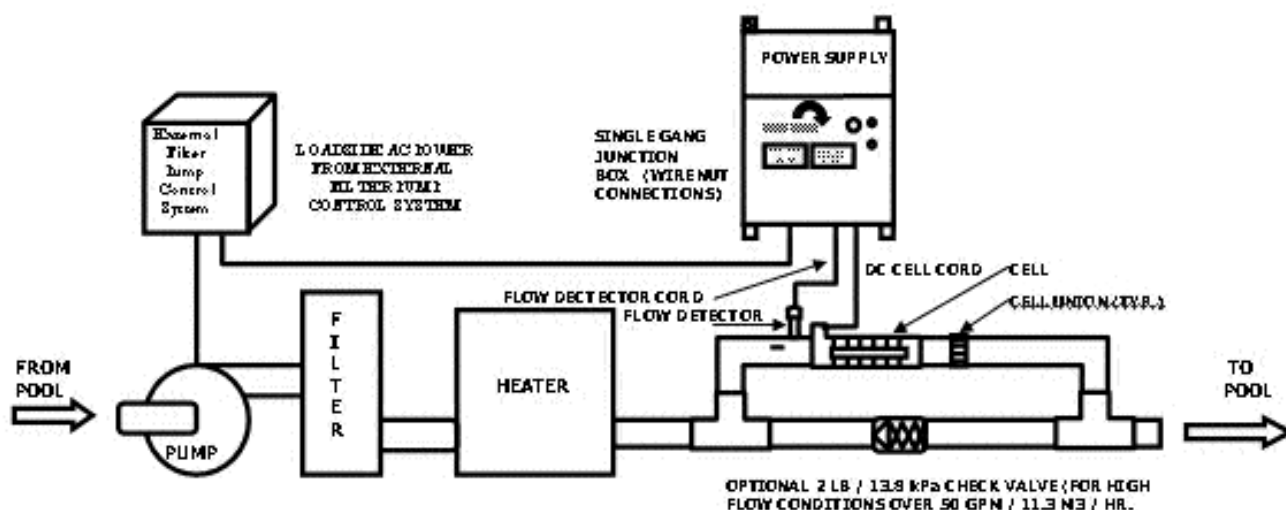 POWER SUPPLY
External
Filter
Pump
Control
System
LOADSIDE AC POWER
FROM EXTERNAL
FILTER PUMP
CONTROL SYSTEM
SINGLE GANG
JUNCTION
BOX (WIRE NUT
CONNECTIONS)
DC CELL CORD
CELL
FLOW DECTECTOR CORD
CELL UNION (TYP.)
FLOW DETECTOR
FROM
POOL
PUMP
FILTER
HEATER
TO
POOL
OPTIONAL 2 LB / 13.9 kPa CHECK VALVE (FOR HIGH
FLOW CONDITIONS OVER 50 GPM / 11.3 M3 / HR.